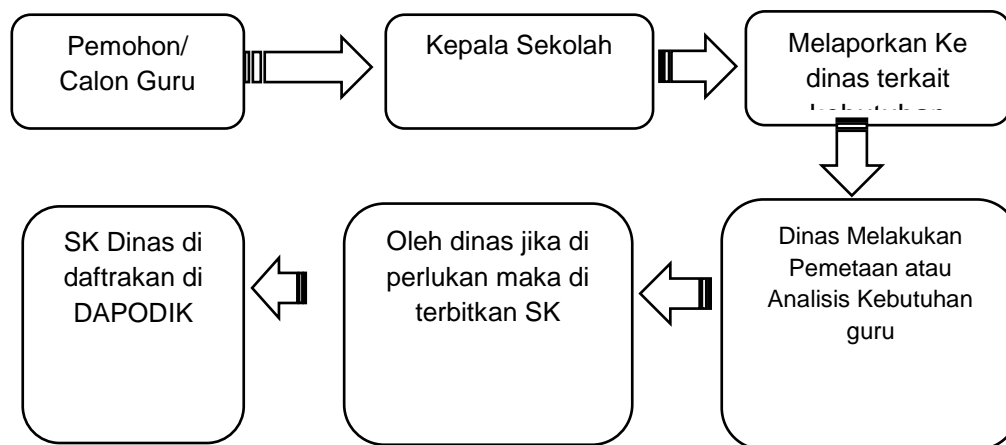 Pemohon/
Calon Guru
Kepala Sekolah
Melaporkan Ke
dinas terkait
Dinas Melakukan
Pemetaan atau
Analisis Kebutuhan
guru
Oleh dinas jika di
perlukan maka di
terbitkan SK
SK Dinas di
daftrakan di
DAPODIK